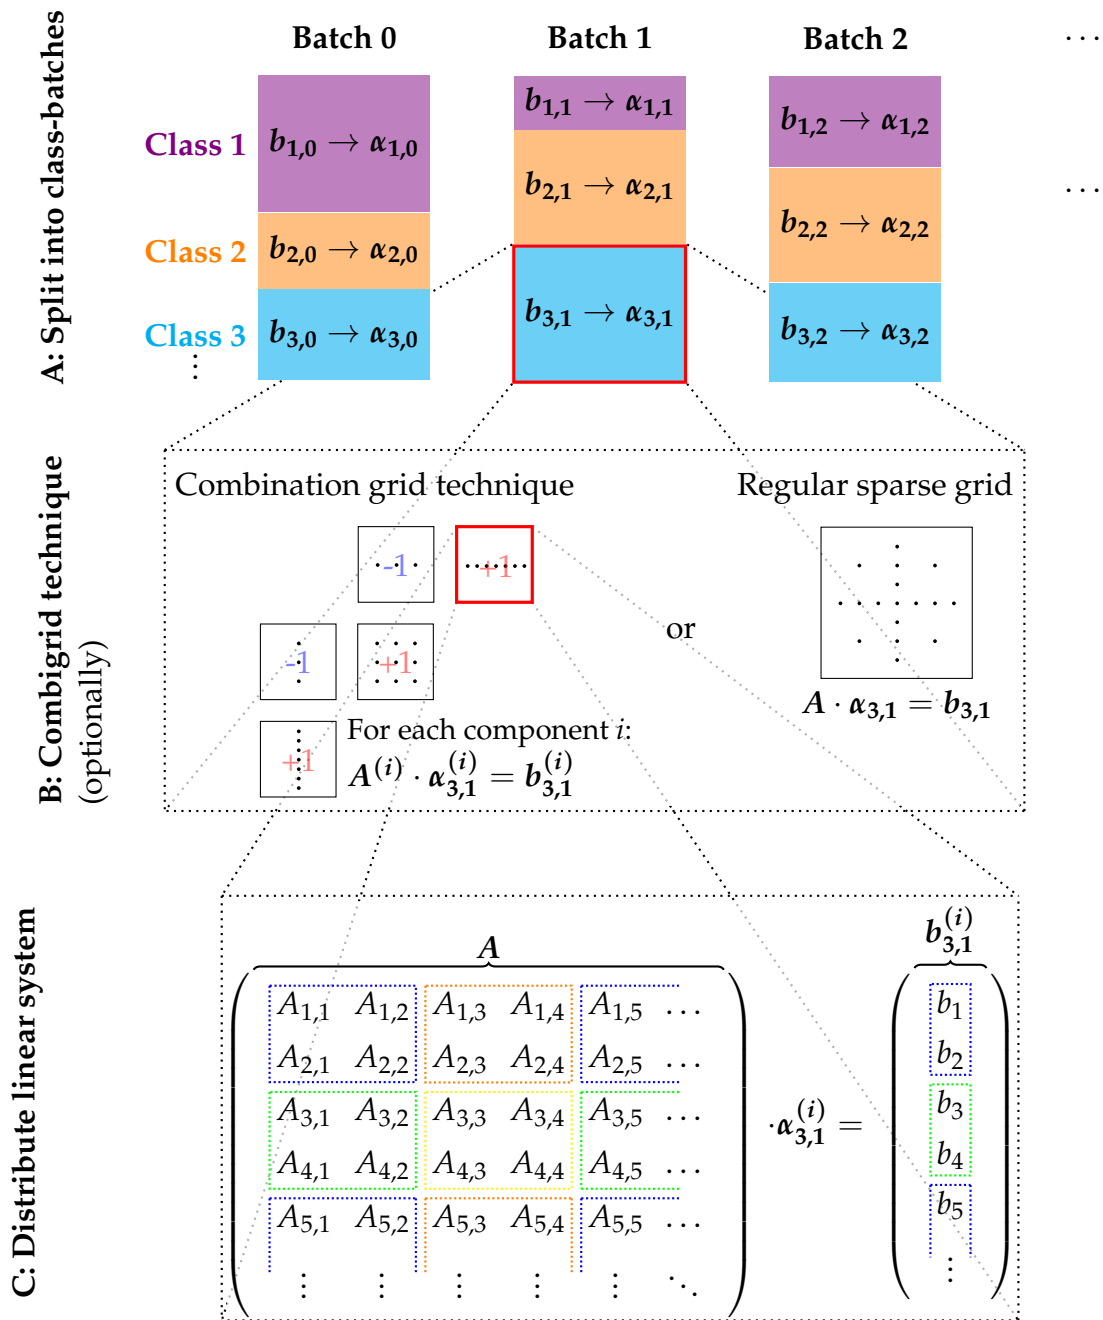 A: Split into class-batches
Batch 0 Batch 1 Batch 2 ...
Class 1 b1,0 → α1,0 b1,1 → α1,1 b1,2 → α1,2
Class 2 b2,0 → α2,0 b2,1 → α2,1 b2,2 → α2,2 ...
Class 3 b3,0 → α3,0 b3,1 → α3,1 b3,2 → α3,2
⋮
B: Combigrid technique
(optionally)
Combination grid technique Regular sparse grid
-1 +1
or
-1 +1
A · α3,1 = b3,1
+1 For each component i:
A^(i) · α3,1^(i) = b3,1^(i)
C: Distribute linear system
A b3,1^(i)
A1,1 A1,2 A1,3 A1,4 A1,5 ... b1
A2,1 A2,2 A2,3 A2,4 A2,5 ... b2
A3,1 A3,2 A3,3 A3,4 A3,5 ... · α3,1^(i) = b3
A4,1 A4,2 A4,3 A4,4 A4,5 ... b4
A5,1 A5,2 A5,3 A5,4 A5,5 ... b5
⋮ ⋮ ⋮ ⋮ ⋮ ⋱ ⋮